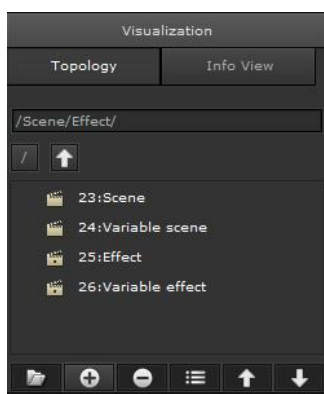 Visualization
Topology Info View
/Scene/Effect/
/
23:Scene
24:Variable scene
25:Effect
26:Variable effect